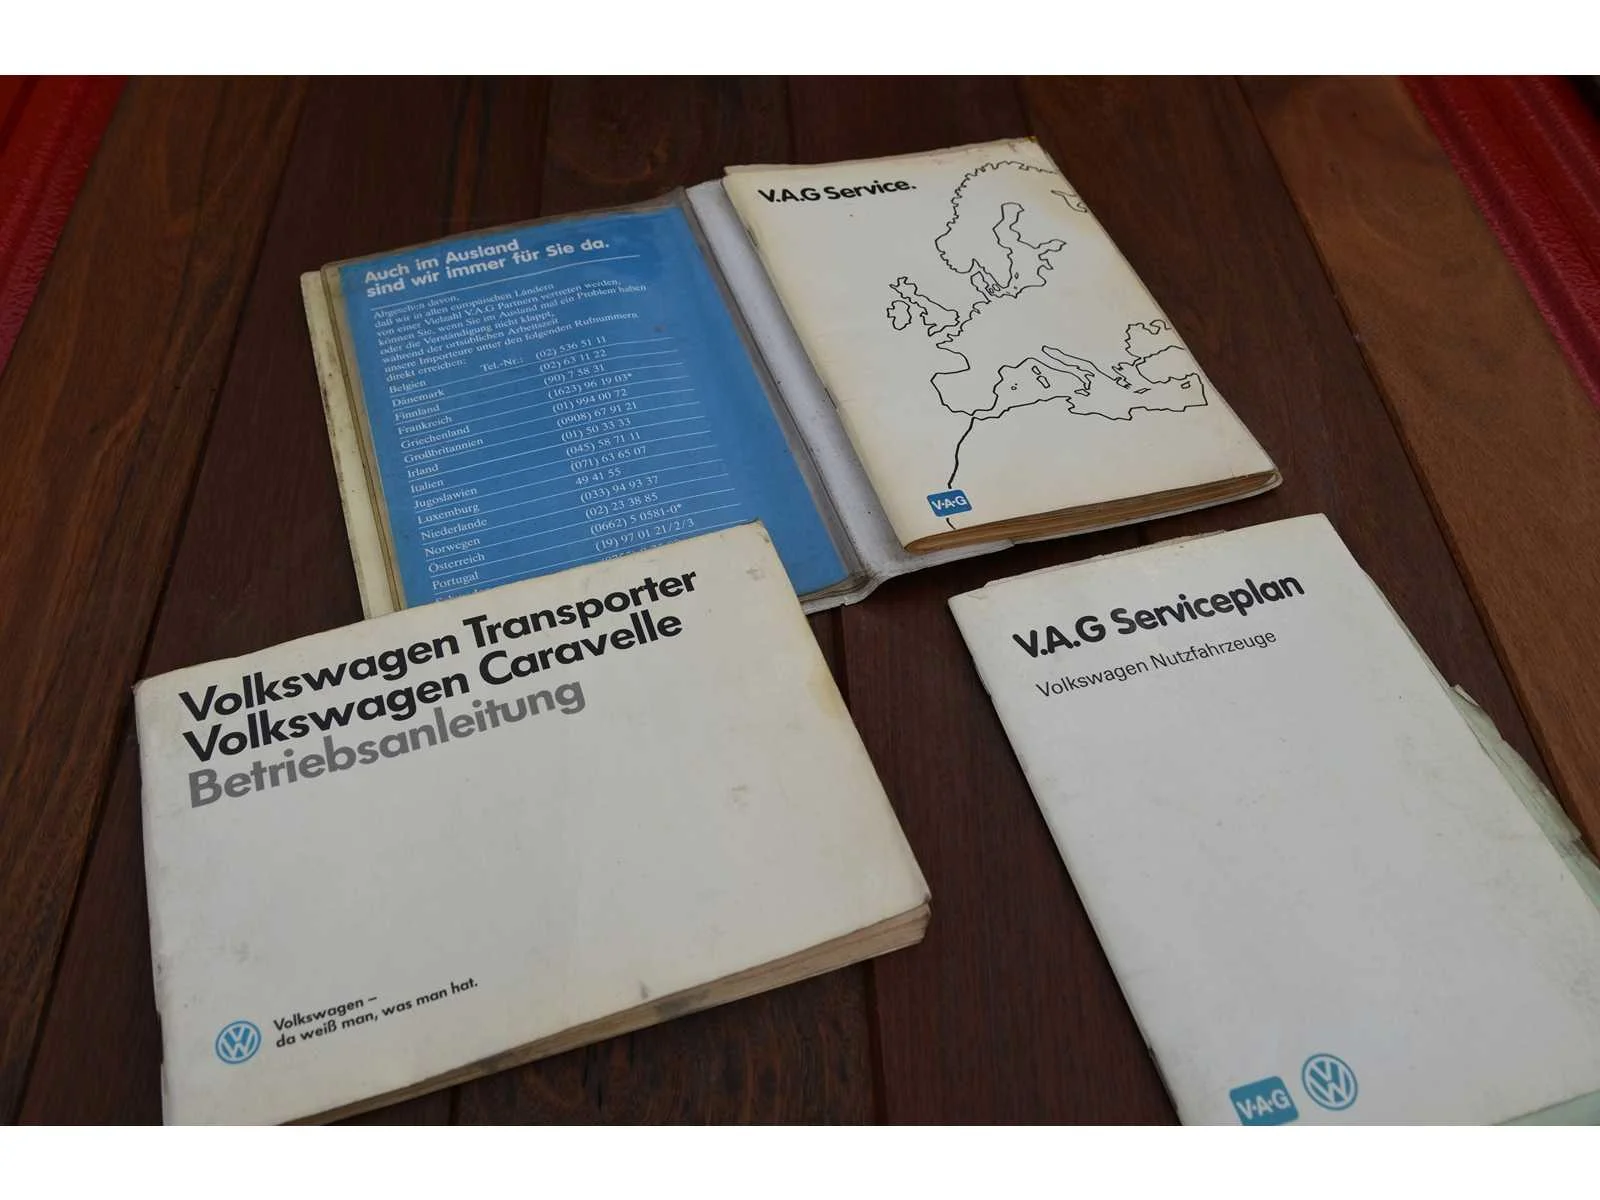 V.A.G Service.
Auch im Ausland
sind wir immer für Sie da.
Abgesehen davon,
daß wir in allen europäischen Ländern
von einer Vielzahl V.A.G Partnern vertreten werden,
können Sie, wenn Sie im Ausland mal ein Problem haben
oder die Verständigung nicht klappt,
während der ortsüblichen Arbeitszeit
unsere Importeure unter den folgenden Rufnummern
direkt erreichen: Tel.-Nr.:
Belgien (02) 536 51 11
Dänemark (02) 63 11 22
Finnland (90) 7 58 31
Frankreich (1623) 96 19 03*
Griechenland (01) 994 00 72
Großbritannien (0908) 67 91 21
Irland (01) 50 33 33
Italien (045) 58 71 11
Jugoslawien (071) 63 65 07
Luxemburg 49 41 55
Niederlande (033) 94 93 37
Norwegen (02) 23 38 85
Österreich (0662) 5 0581-0*
Portugal (19) 97 01 21/2/3
V·A·G
Volkswagen Transporter
Volkswagen Caravelle
Betriebsanleitung
Volkswagen –
da weiß man, was man hat.
V.A.G Serviceplan
Volkswagen Nutzfahrzeuge
V·A·G